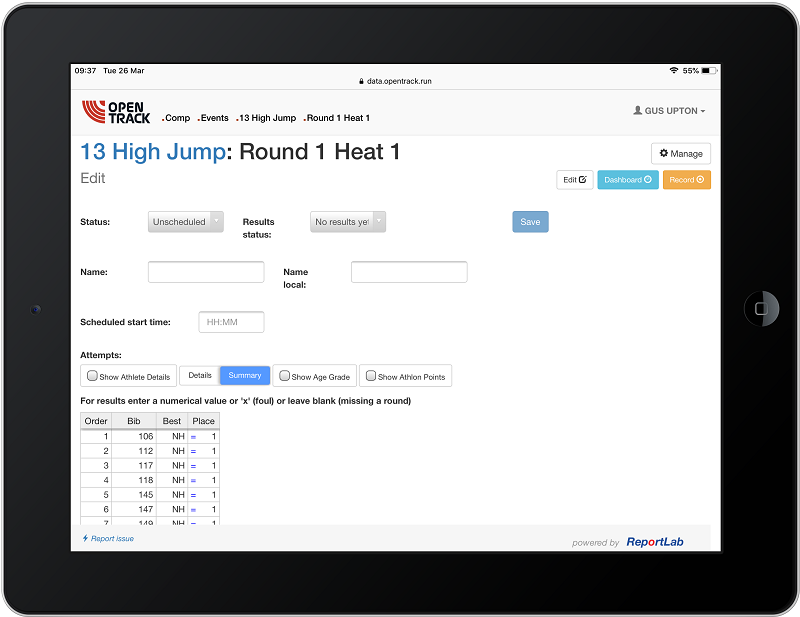 09:37 Tue 26 Mar
55%
data.opentrack.run
OPEN
TRACK
.Comp .Events .13 High Jump .Round 1 Heat 1
GUS UPTON
13 High Jump: Round 1 Heat 1
Manage
Edit
Edit Dashboard Record
Status: Unscheduled Results status: No results yet Save
Name: Name local:
Scheduled start time: HH:MM
Attempts:
Show Athlete Details Details Summary Show Age Grade Show Athlon Points
For results enter a numerical value or 'x' (foul) or leave blank (missing a round)
Order Bib Best Place
1 106 NH = 1
2 112 NH = 1
3 117 NH = 1
4 118 NH = 1
5 145 NH = 1
6 147 NH = 1
7 149 NH = 1
Report issue
powered by ReportLab